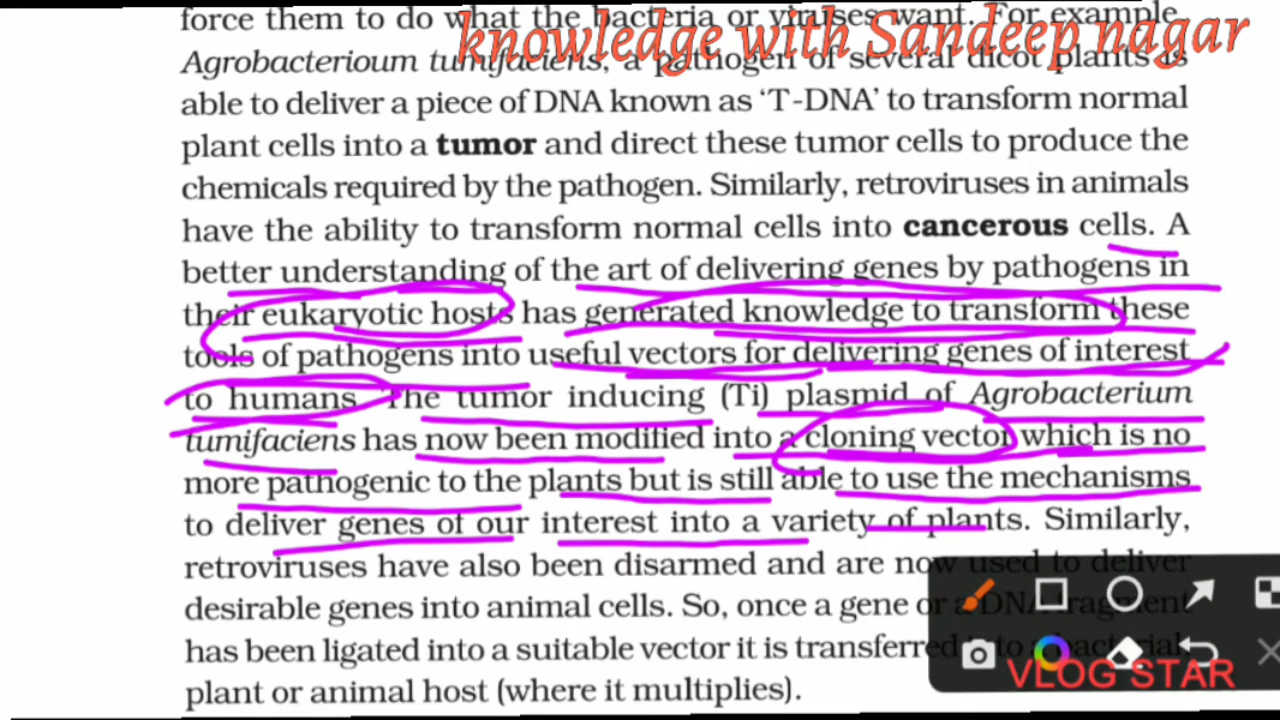 force them to do what the bacteria or viruses want. For example,
knowledge with Sandeep nagar
Agrobacterioum tumifaciens, a pathogen of several dicot plants is
able to deliver a piece of DNA known as ‘T-DNA’ to transform normal
plant cells into a tumor and direct these tumor cells to produce the
chemicals required by the pathogen. Similarly, retroviruses in animals
have the ability to transform normal cells into cancerous cells. A
better understanding of the art of delivering genes by pathogens in
their eukaryotic hosts has generated knowledge to transform these
tools of pathogens into useful vectors for delivering genes of interest
to humans. The tumor inducing (Ti) plasmid of Agrobacterium
tumifaciens has now been modified into a cloning vector which is no
more pathogenic to the plants but is still able to use the mechanisms
to deliver genes of our interest into a variety of plants. Similarly,
retroviruses have also been disarmed and are now used to deliver
desirable genes into animal cells. So, once a gene or a DNA fragment
has been ligated into a suitable vector it is transferred into a bacterial,
plant or animal host (where it multiplies).
VLOG STAR